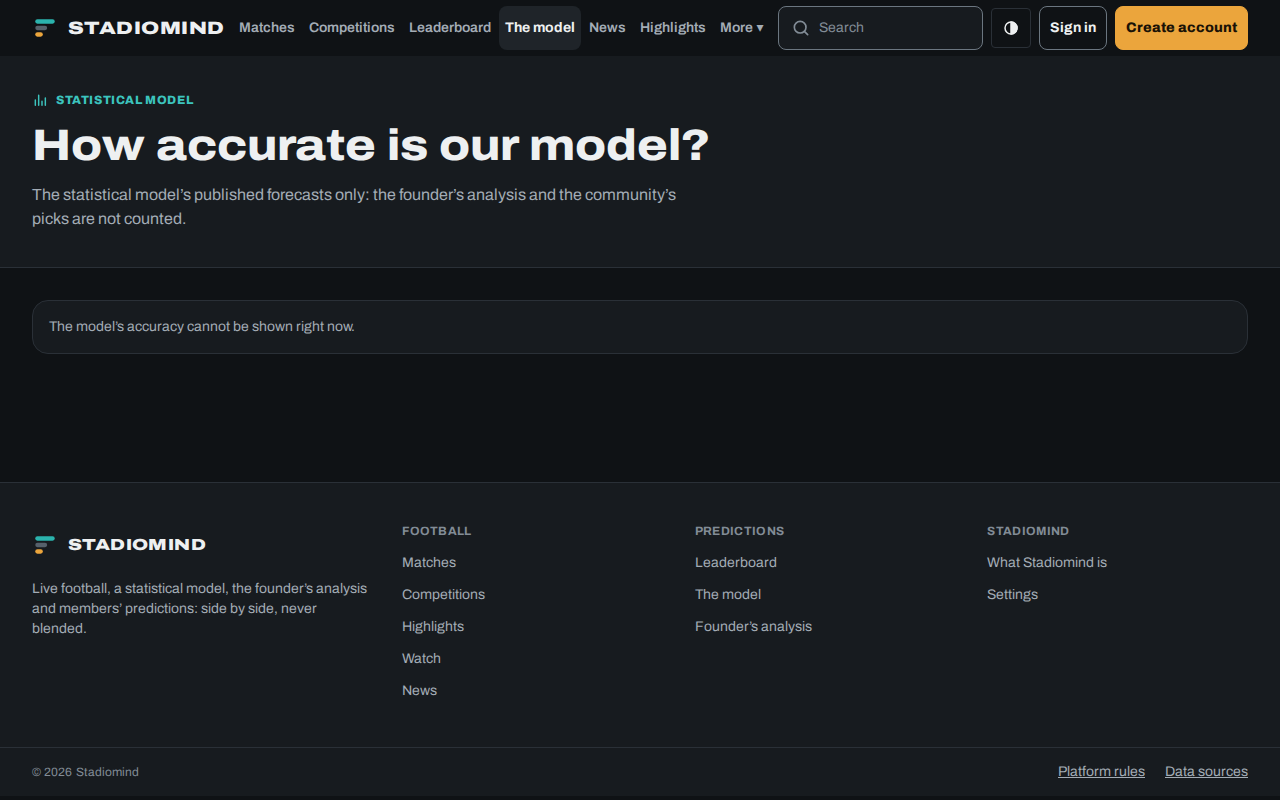 STADIOMIND
Matches
Competitions
Leaderboard
The model
News
Highlights
More ▾
Search
Sign in
Create account
STATISTICAL MODEL
How accurate is our model?
The statistical model’s published forecasts only: the founder’s analysis and the community’s
picks are not counted.
The model’s accuracy cannot be shown right now.
STADIOMIND
Live football, a statistical model, the founder’s analysis
and members’ predictions: side by side, never
blended.
FOOTBALL
Matches
Competitions
Highlights
Watch
News
PREDICTIONS
Leaderboard
The model
Founder’s analysis
STADIOMIND
What Stadiomind is
Settings
© 2026 Stadiomind
Platform rules
Data sources